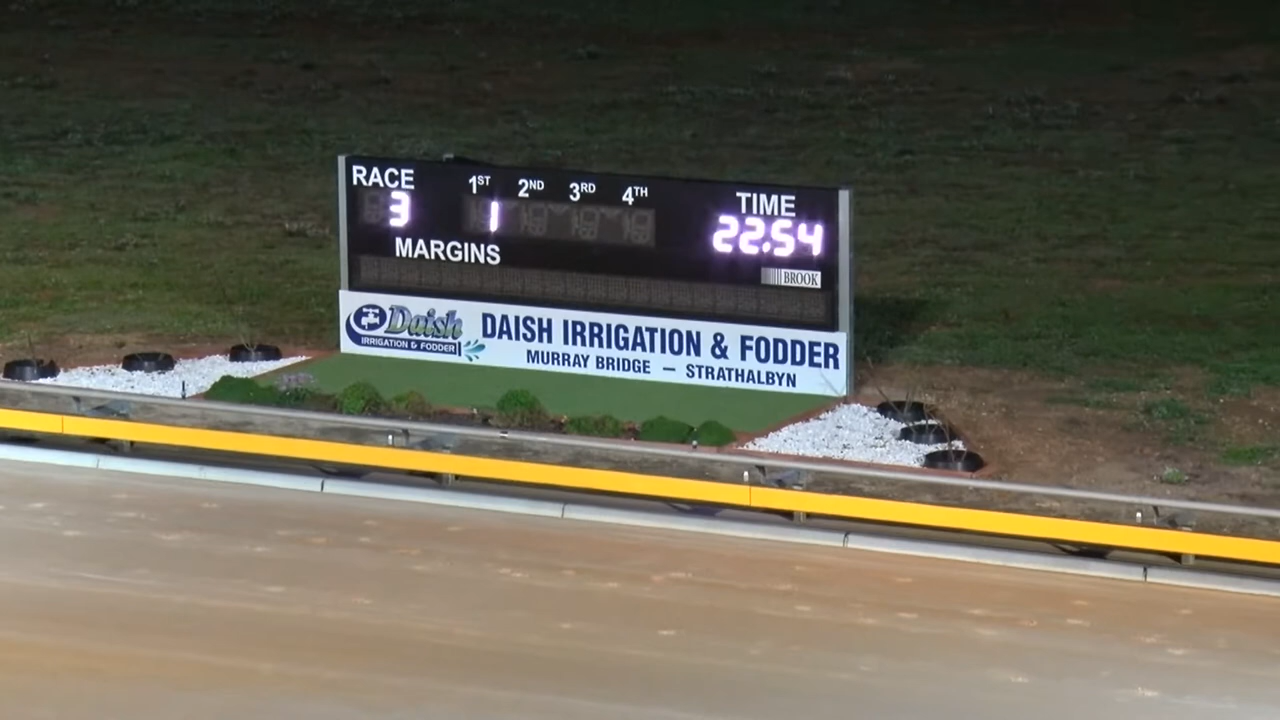 RACE 1ST 2ND 3RD 4TH TIME
3 1 22.54
MARGINS
BROOK
Daish
IRRIGATION & FODDER
DAISH IRRIGATION & FODDER
MURRAY BRIDGE — STRATHALBYN